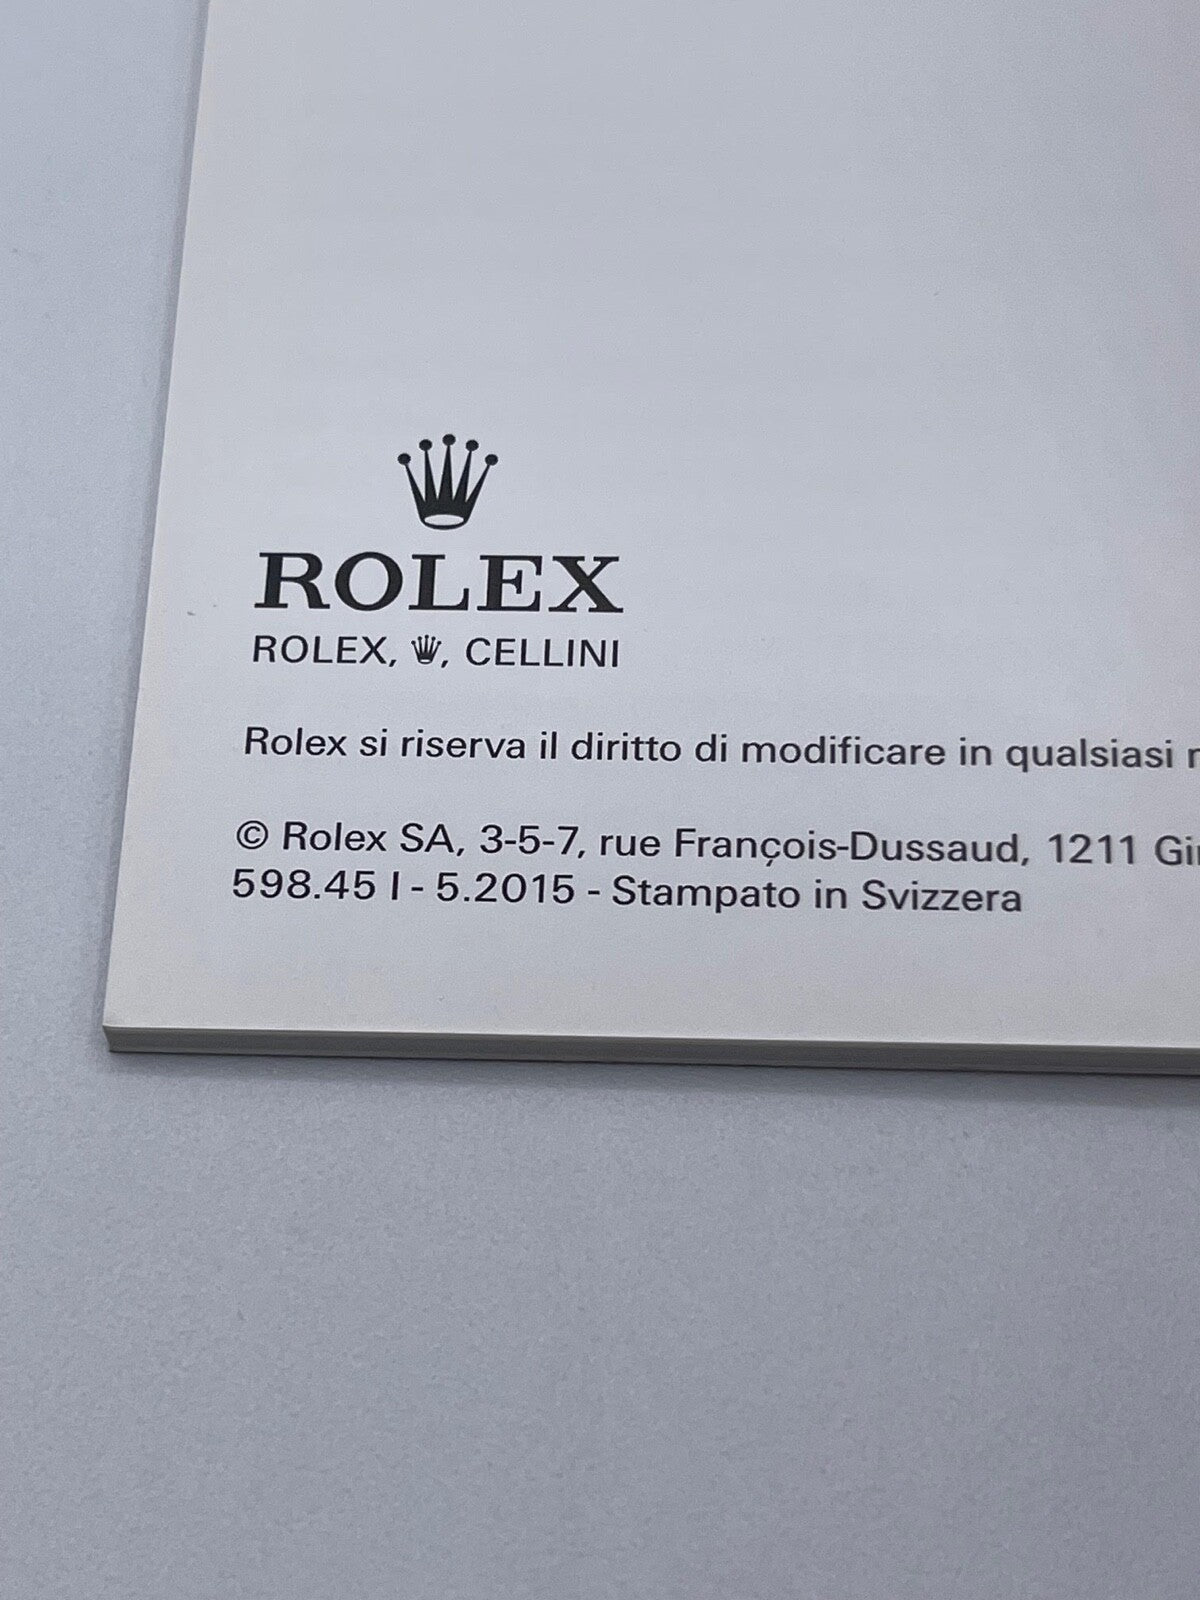 ROLEX
ROLEX, , CELLINI
Rolex si riserva il diritto di modificare in qualsiasi
© Rolex SA, 3-5-7, rue François-Dussaud, 1211
598.45 I - 5.2015 - Stampato in Svizzera